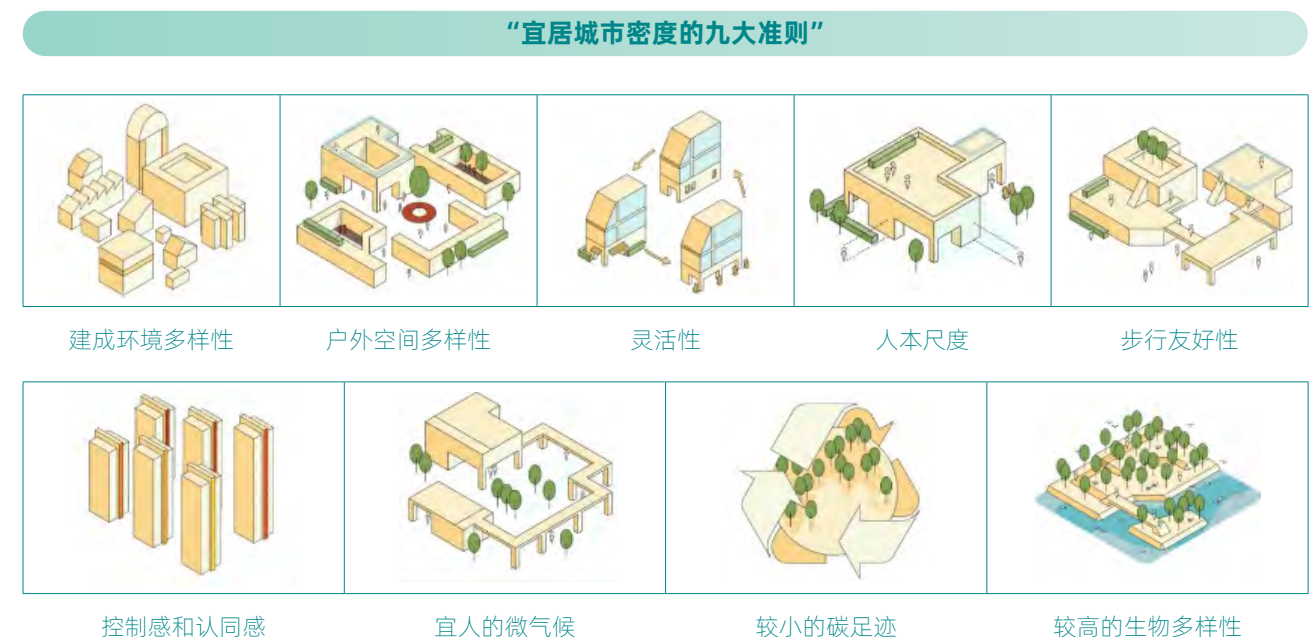 “宜居城市密度的九大准则”
建成环境多样性
户外空间多样性
灵活性
人本尺度
步行友好性
控制感和认同感
宜人的微气候
较小的碳足迹
较高的生物多样性